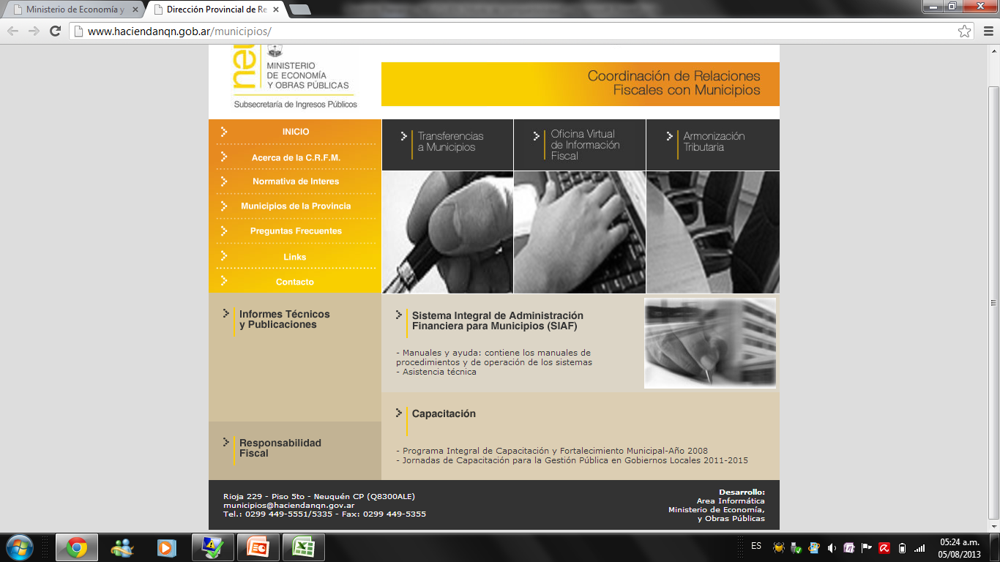 Ministerio de Economía y
Dirección Provincial de Re
www.haciendanqn.gob.ar/municipios/
neu
MINISTERIO
DE ECONOMÍA
Y OBRAS PÚBLICAS
Subsecretaría de Ingresos Públicos
Coordinación de Relaciones
Fiscales con Municipios
INICIO
Acerca de la C.R.F.M.
Normativa de Interes
Municipios de la Provincia
Preguntas Frecuentes
Links
Contacto
Transferencias
a Municipios
Oficina Virtual
de Información
Fiscal
Armonización
Tributaria
Informes Técnicos
y Publicaciones
Responsabilidad
Fiscal
Sistema Integral de Administración
Financiera para Municipios (SIAF)
- Manuales y ayuda: contiene los manuales de
procedimientos y de operación de los sistemas
- Asistencia técnica
Capacitación
- Programa Integral de Capacitación y Fortalecimiento Municipal-Año 2008
- Jornadas de Capacitación para la Gestión Pública en Gobiernos Locales 2011-2015
Rioja 229 - Piso 5to - Neuquén CP (Q8300ALE)
municipios@haciendanqn.gov.ar
Tel.: 0299 449-5551/5335 - Fax: 0299 449-5355
Desarrollo:
Area Informática
Ministerio de Economía,
y Obras Públicas
ES
05:24 a.m.
05/08/2013